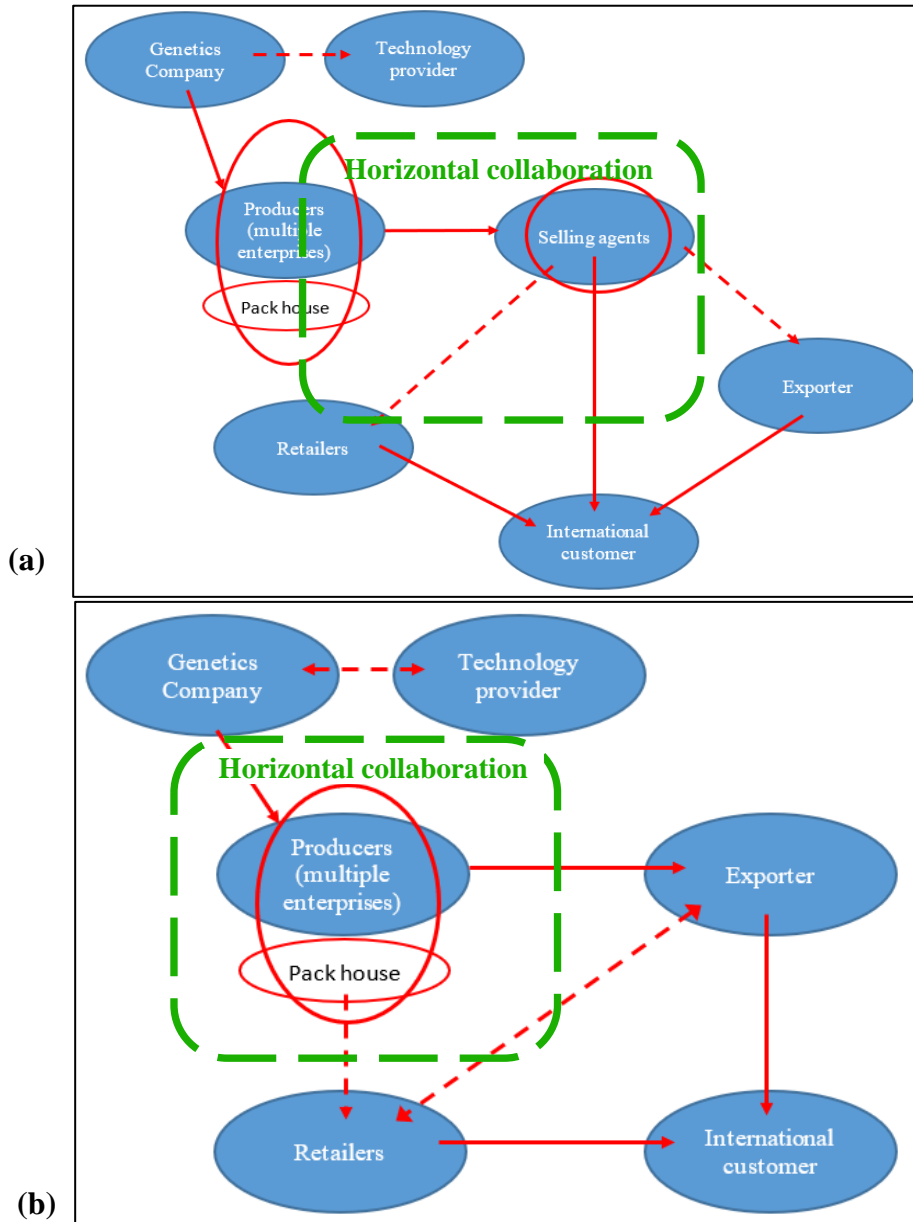 Genetics
Company
Technology
provider
Horizontal collaboration
Producers
(multiple
enterprises)
Selling agents
Pack house
Exporter
Retailers
International
customer
(a)
Genetics
Company
Technology
provider
Horizontal collaboration
Producers
(multiple
enterprises)
Exporter
Pack house
Retailers
International
customer
(b)